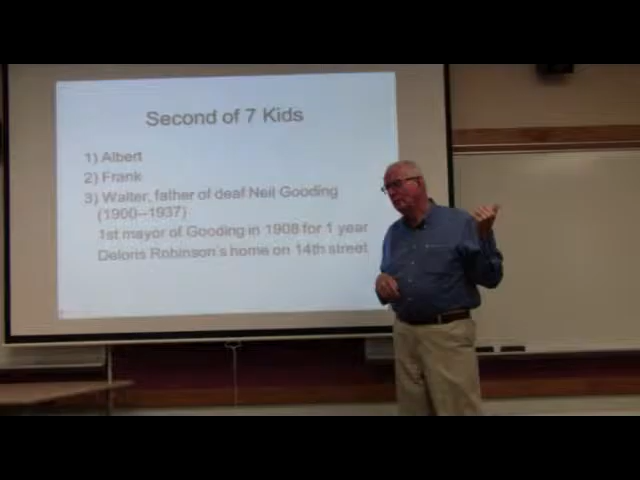 Second of 7 Kids
1) Albert
2) Frank
3) Walter, father of deaf Neil Gooding
(1900–1937)
1st mayor of Gooding in 1908 for 1 year
Deloris Robinson's home on 14th street